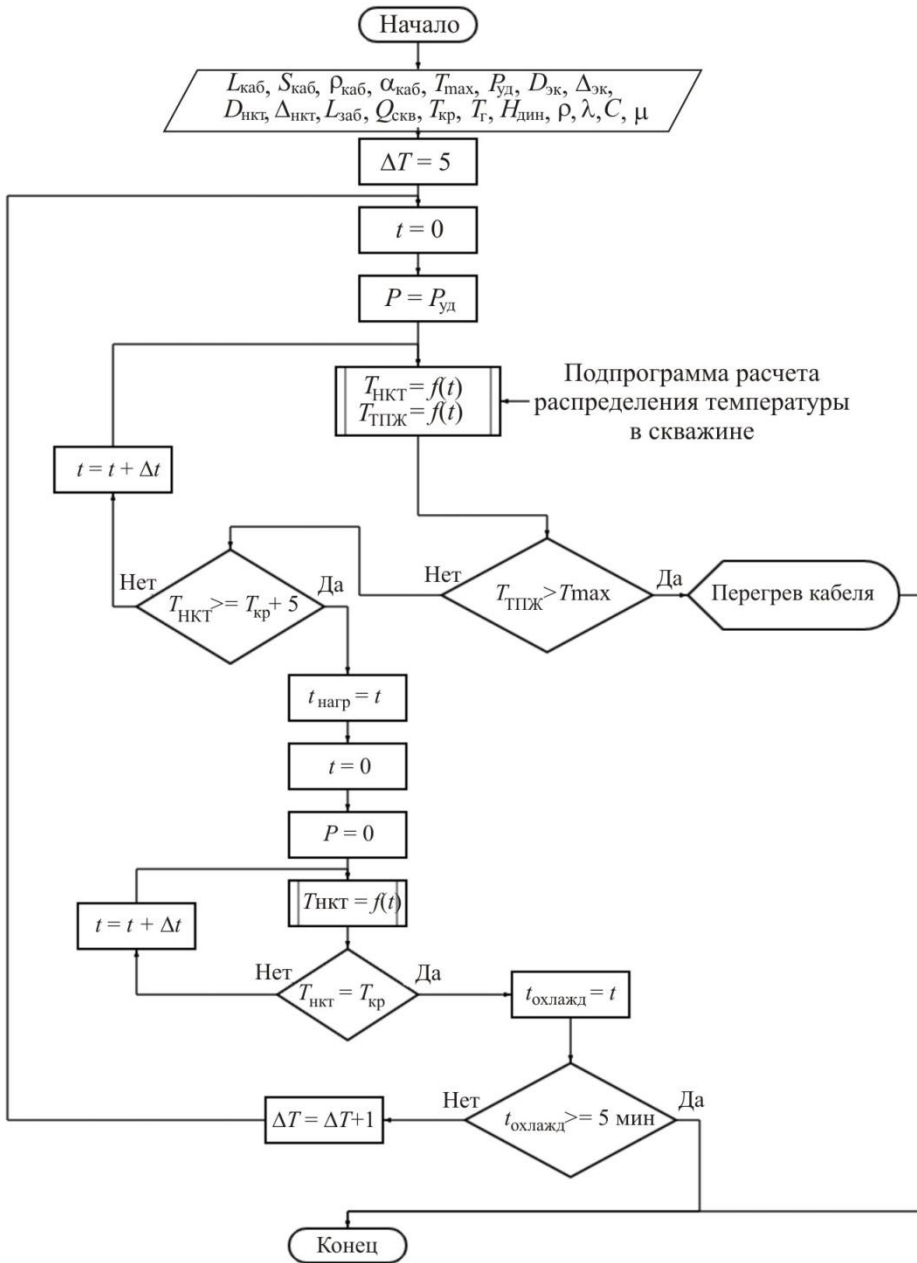 Начало
Lкаб, Sкаб, ρкаб, αкаб, Tmax, Pуд, Dэк, Δэк,
Dнкт, Δнкт, Lзаб, Qскв, Tкр, Tг, Hдин, ρ, λ, C, μ
ΔT = 5
t = 0
P = Pуд
TНКТ = f(t)
TТПЖ = f(t)
Подпрограмма расчета
распределения температуры
в скважине
t = t + Δt
Нет
TНКТ >= Tкр + 5
Да
Нет
TТПЖ > Tmax
Да
Перегрев кабеля
tнагр = t
t = 0
P = 0
Tнкт = f(t)
t = t + Δt
Нет
Tнкт = Tкр
Да
tохлажд = t
ΔT = ΔT+1
Нет
tохлажд >= 5 мин
Да
Конец